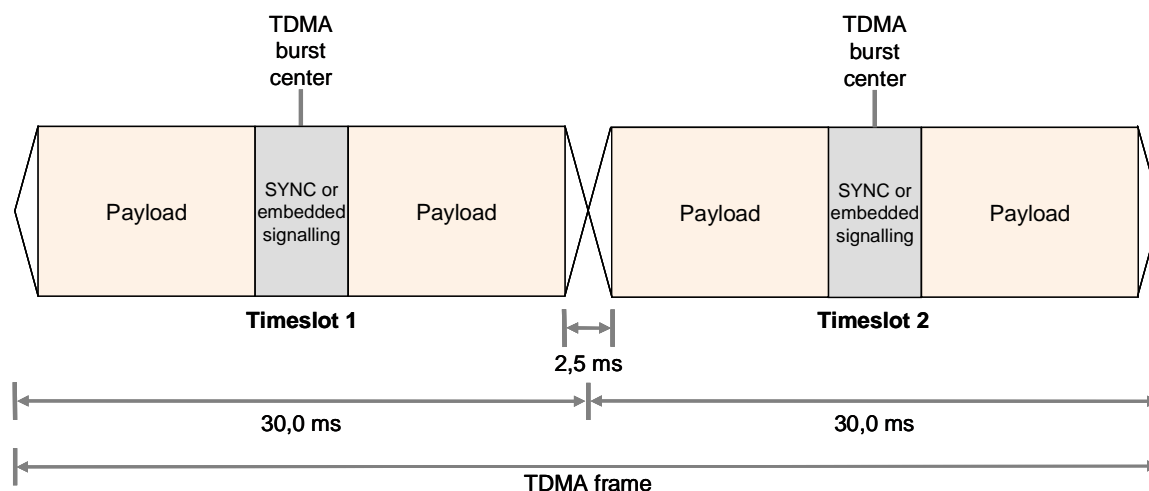 TDMA
burst
center
TDMA
burst
center
Payload
SYNC or
embedded
signalling
Payload
Payload
SYNC or
embedded
signalling
Payload
Timeslot 1
Timeslot 2
2,5 ms
30,0 ms
30,0 ms
TDMA frame